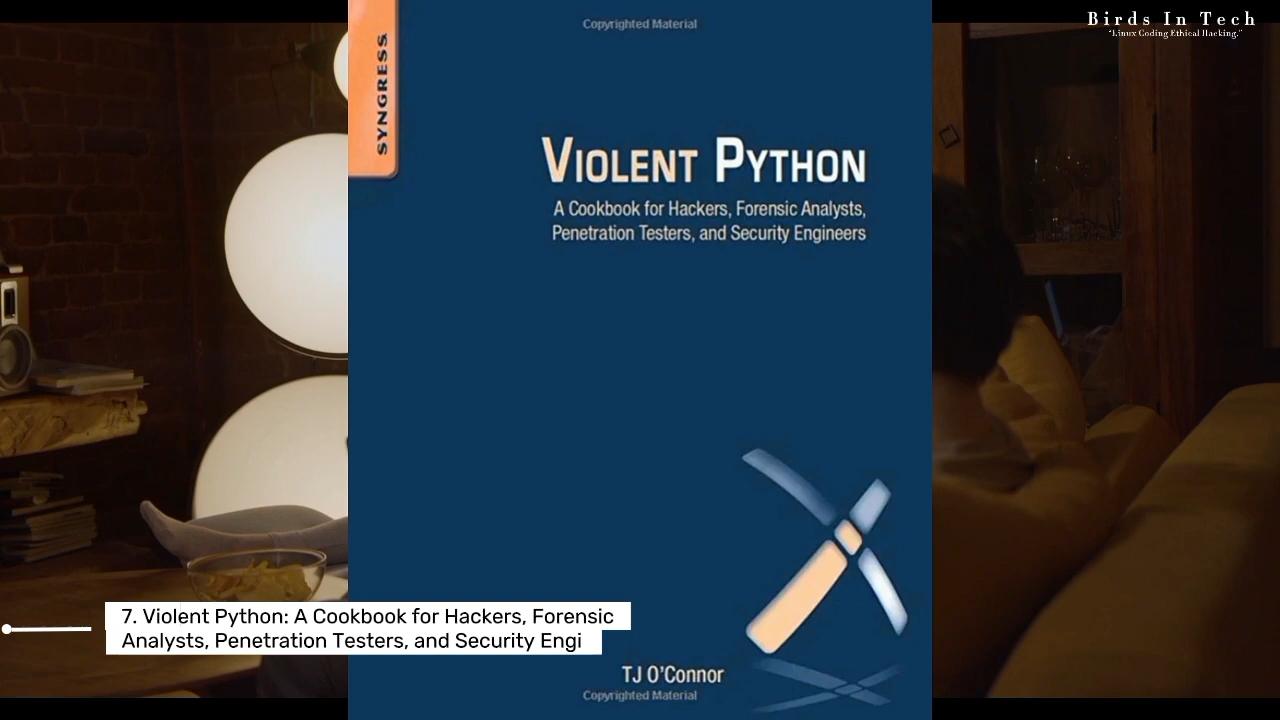 Copyrighted Material
Birds In Tech
"Linux Coding Ethical Hacking."
SYNGRESS
VIOLENT PYTHON
A Cookbook for Hackers, Forensic Analysts,
Penetration Testers, and Security Engineers
7. Violent Python: A Cookbook for Hackers, Forensic
Analysts, Penetration Testers, and Security Engi
TJ O'Connor
Copyrighted Material